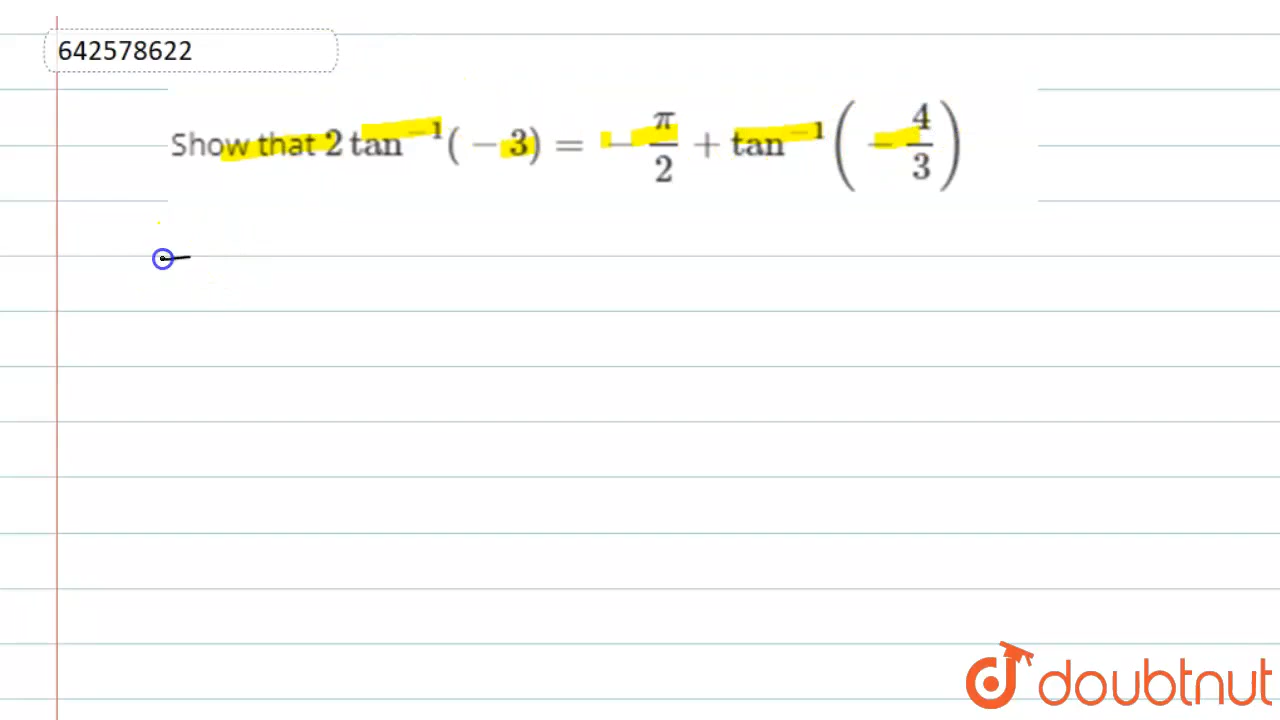 642578622
Show that 2 tan⁻¹(−3) = −π/2 + tan⁻¹(−4/3)
doubtnut